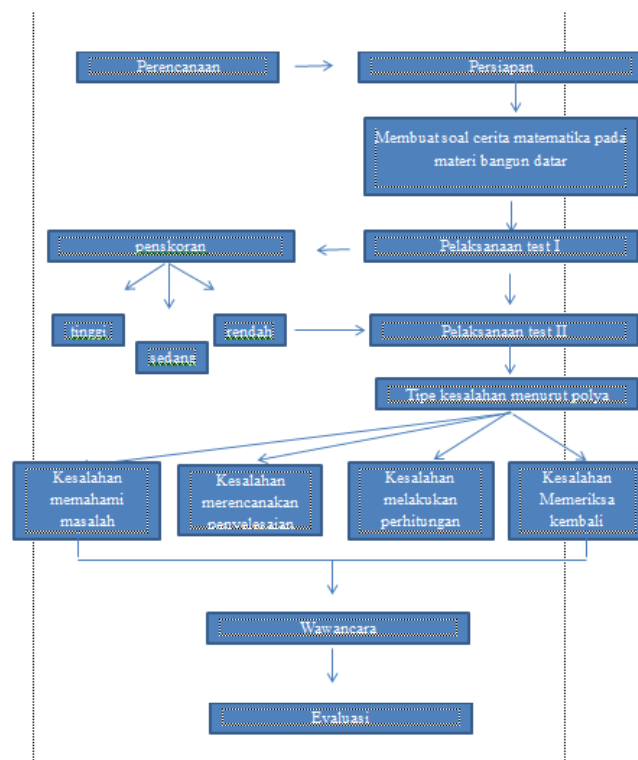 Perencanaan
Persiapan
Membuat soal cerita matematika pada
materi bangun datar
penskoran
Pelaksanaan test I
tinggi
sedang
rendah
Pelaksanaan test II
Tipe kesalahan menurut polya
Kesalahan
memahami
masalah
Kesalahan
merencanakan
penyelesaian
Kesalahan
melakukan
perhitungan
Kesalahan
Memeriksa
kembali
Wawancara
Evaluasi